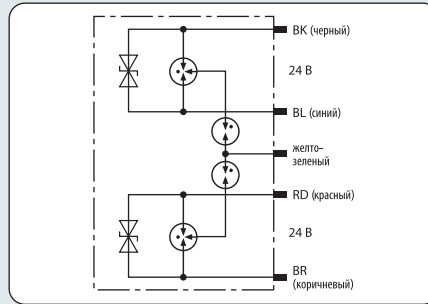 BK (черный)
24 В
BL (синий)
желто-
зеленый
RD (красный)
24 В
BR
(коричневый)